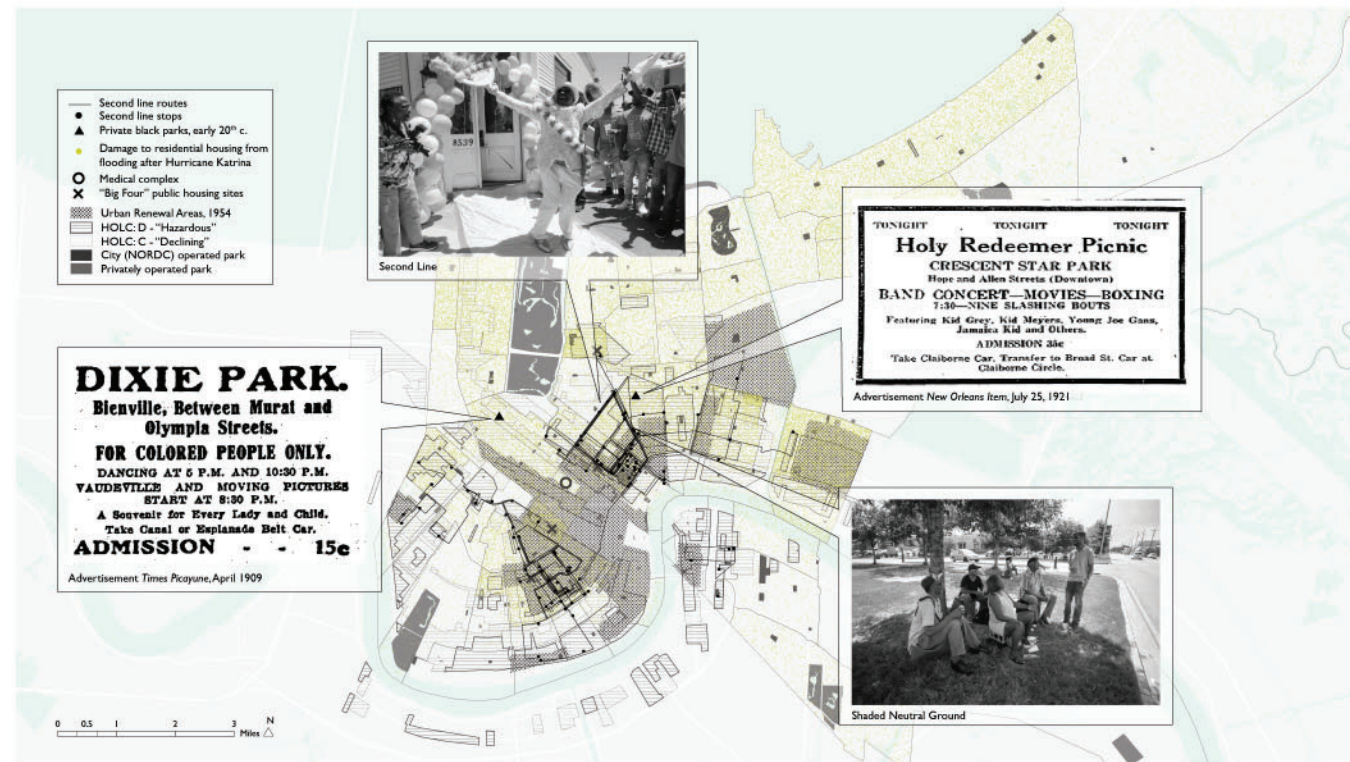 Second line routes
Second line stops
Private black parks, early 20th c.
Damage to residential housing from
flooding after Hurricane Katrina
Medical complex
"Big Four" public housing sites
Urban Renewal Areas, 1954
HOLC: D - "Hazardous"
HOLC: C - "Declining"
City (NORDC) operated park
Privately operated park
8539
Second Line
TONIGHT TONIGHT TONIGHT
Holy Redeemer Picnic
CRESCENT STAR PARK
Hope and Allen Streets (Downtown)
BAND CONCERT—MOVIES—BOXING
7:30—NINE SLASHING BOUTS
Featuring Kid Grey, Kid Meyers, Young Joe Gans,
Jamaica Kid and Others.
ADMISSION 35c
Take Claiborne Car, Transfer to Broad St. Car at
Claiborne Circle.
Advertisement New Orleans Item, July 25, 1921
DIXIE PARK.
Bienville, Between Murat and
Olympia Streets.
FOR COLORED PEOPLE ONLY.
DANCING AT 5 P.M. AND 10:30 P.M.
VAUDEVILLE AND MOVING PICTURES
START AT 8:30 P.M.
A Souvenir for Every Lady and Child.
Take Canal or Esplanade Belt Car.
ADMISSION - - 15c
Advertisement Times Picayune, April 1909
Shaded Neutral Ground
0 0.5 1 2 3 Miles N